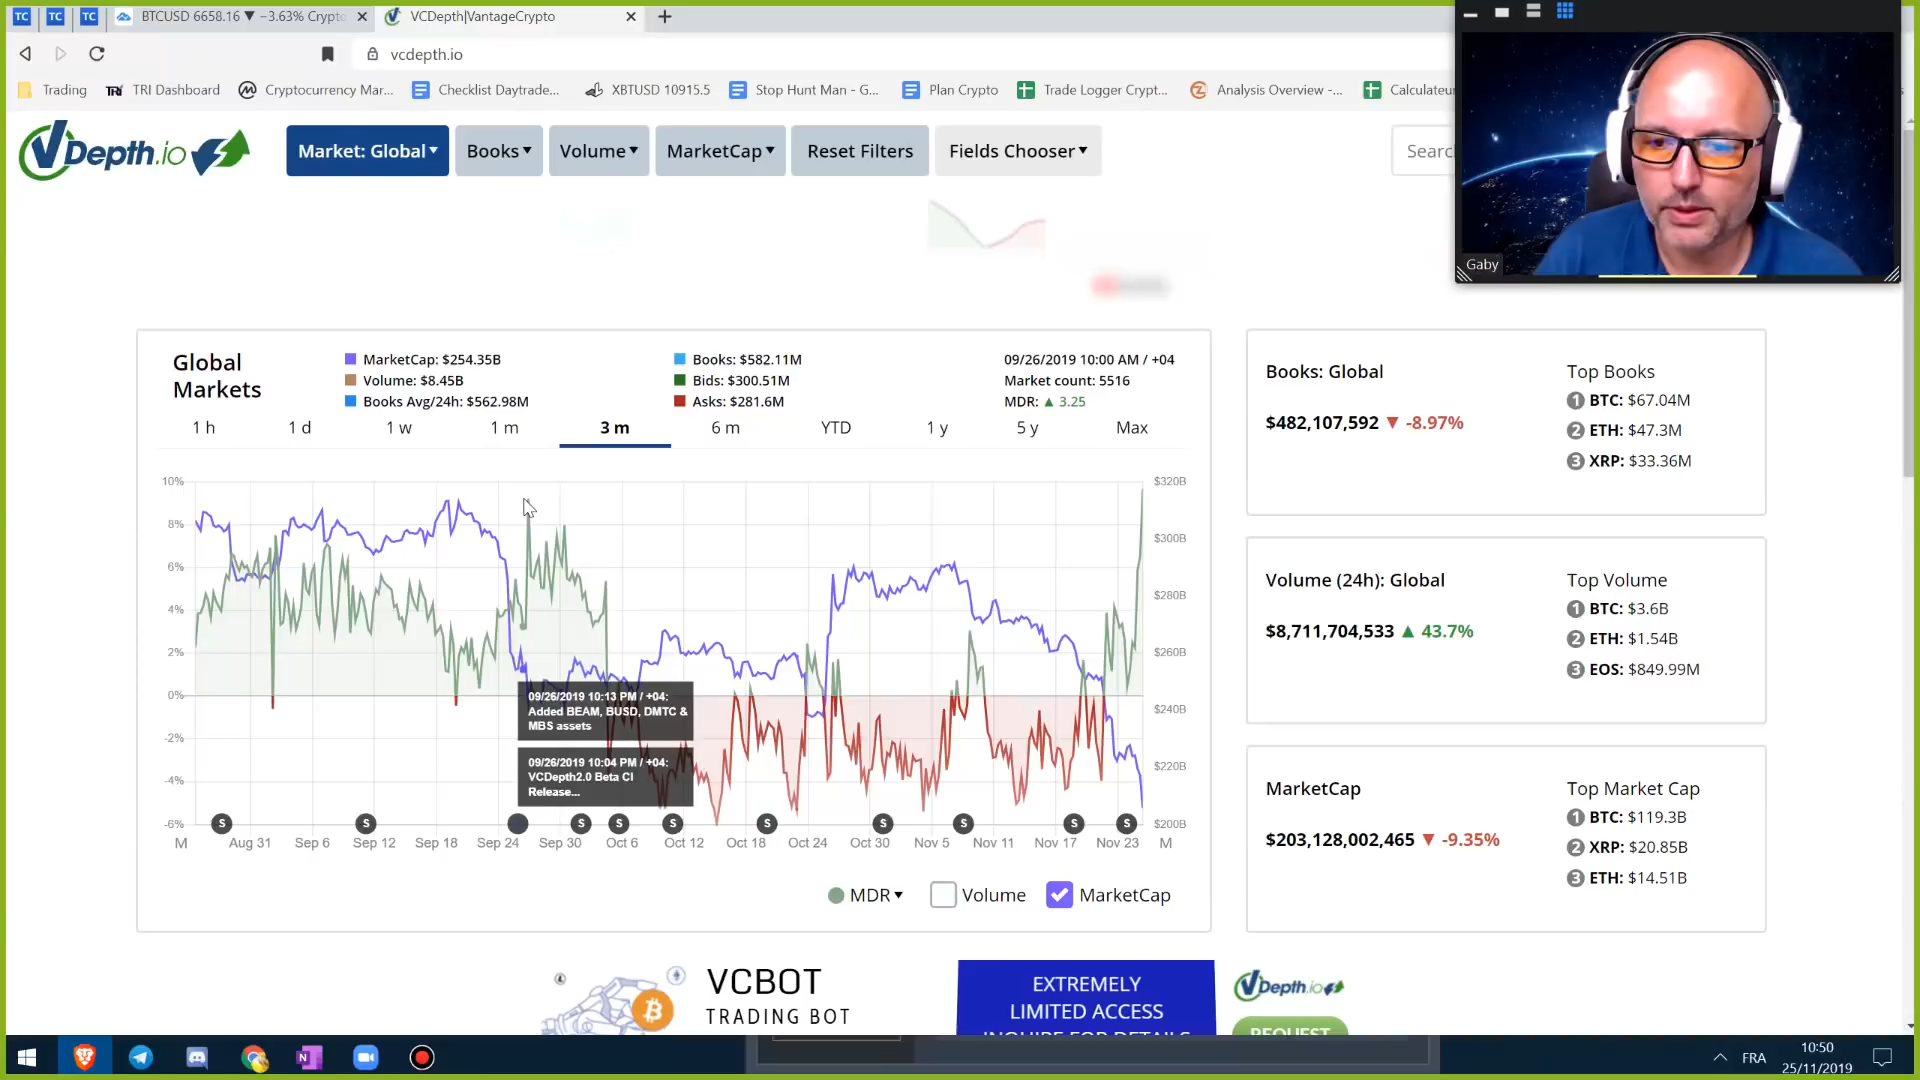 TC TC TC BTCUSD 6658.16 ▼ −3.63% Crypto VCDepth|VantageCrypto
vcdepth.io
Trading TRI Dashboard Cryptocurrency Mar... Checklist Daytrade... XBTUSD 10915.5 Stop Hunt Man - G... Plan Crypto Trade Logger Crypt... Analysis Overview -... Calculateu
VDepth.io Market: Global Books Volume MarketCap Reset Filters Fields Chooser Searc
Gaby
Global
Markets
MarketCap: $254.35B
Volume: $8.45B
Books Avg/24h: $562.98M
Books: $582.11M
Bids: $300.51M
Asks: $281.6M
09/26/2019 10:00 AM / +04
Market count: 5516
MDR: ▲ 3.25
1 h 1 d 1 w 1 m 3 m 6 m YTD 1 y 5 y Max
10% $320B
8% $300B
6% $280B
4%
2% $260B
0% $240B
-2%
-4% $220B
-6% $200B
09/26/2019 10:13 PM / +04:
Added BEAM, BUSD, DMTC &
MBS assets
09/26/2019 10:04 PM / +04:
VCDepth2.0 Beta CI
Release...
S S S S S S S S S S
M Aug 31 Sep 6 Sep 12 Sep 18 Sep 24 Sep 30 Oct 6 Oct 12 Oct 18 Oct 24 Oct 30 Nov 5 Nov 11 Nov 17 Nov 23 M
MDR Volume MarketCap
Books: Global
$482,107,592 ▼ -8.97%
Top Books
1 BTC: $67.04M
2 ETH: $47.3M
3 XRP: $33.36M
Volume (24h): Global
$8,711,704,533 ▲ 43.7%
Top Volume
1 BTC: $3.6B
2 ETH: $1.54B
3 EOS: $849.99M
MarketCap
$203,128,002,465 ▼ -9.35%
Top Market Cap
1 BTC: $119.3B
2 XRP: $20.85B
3 ETH: $14.51B
VCBOT
TRADING BOT
EXTREMELY
LIMITED ACCESS
INQUIRE FOR DETAILS
VDepth.io
REQUEST
FRA
10:50
25/11/2019